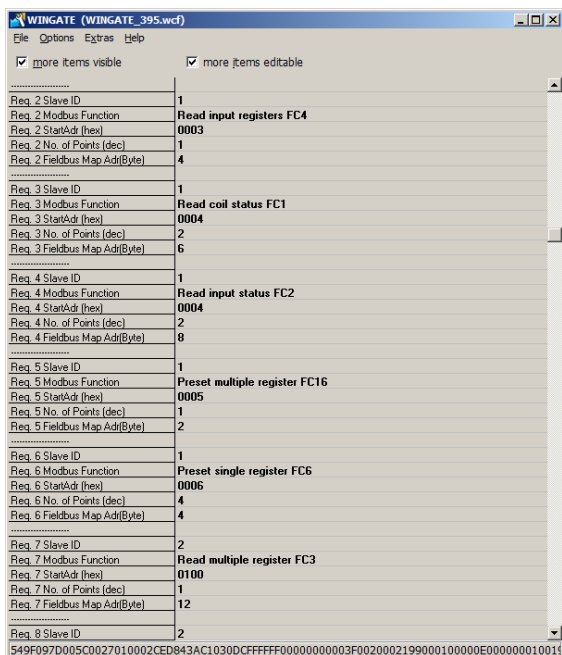 WINGATE (WINGATE_395.wcf)
File Options Extras Help
more items visible more items editable
---------------------
Req. 2 Slave ID 1
Req. 2 Modbus Function Read input registers FC4
Req. 2 StartAdr (hex) 0003
Req. 2 No. of Points (dec) 1
Req. 2 Fieldbus Map Adr(Byte) 4
---------------------
Req. 3 Slave ID 1
Req. 3 Modbus Function Read coil status FC1
Req. 3 StartAdr (hex) 0004
Req. 3 No. of Points (dec) 2
Req. 3 Fieldbus Map Adr(Byte) 6
---------------------
Req. 4 Slave ID 1
Req. 4 Modbus Function Read input status FC2
Req. 4 StartAdr (hex) 0004
Req. 4 No. of Points (dec) 2
Req. 4 Fieldbus Map Adr(Byte) 8
---------------------
Req. 5 Slave ID 1
Req. 5 Modbus Function Preset multiple register FC16
Req. 5 StartAdr (hex) 0005
Req. 5 No. of Points (dec) 1
Req. 5 Fieldbus Map Adr(Byte) 2
---------------------
Req. 6 Slave ID 1
Req. 6 Modbus Function Preset single register FC6
Req. 6 StartAdr (hex) 0006
Req. 6 No. of Points (dec) 4
Req. 6 Fieldbus Map Adr(Byte) 4
---------------------
Req. 7 Slave ID 2
Req. 7 Modbus Function Read multiple register FC3
Req. 7 StartAdr (hex) 0100
Req. 7 No. of Points (dec) 1
Req. 7 Fieldbus Map Adr(Byte) 12
---------------------
Req. 8 Slave ID 2
549F097D005C0027010002CED843AC1030DCFFFFFF00000000003F0020002199000100000E000000010019